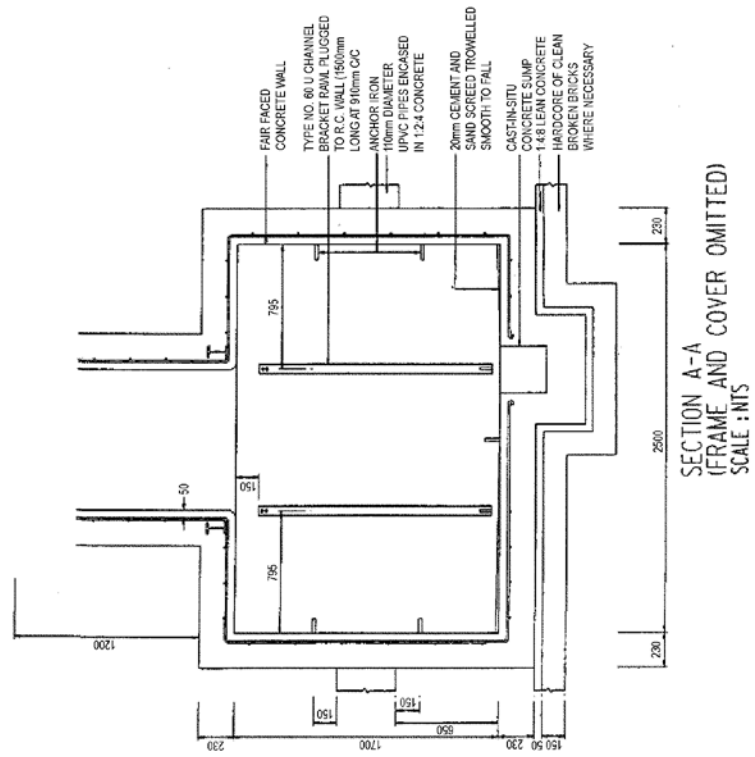 FAIR FACED
CONCRETE WALL
TYPE NO. 60 U CHANNEL
BRACKET RAWL PLUGGED
TO R.C. WALL (1500mm
LONG AT 910mm C/C
ANCHOR IRON
110mm DIAMETER
UPVC PIPES ENCASED
IN 1:2:4 CONCRETE
20mm CEMENT AND
SAND SCREED TROWELLED
SMOOTH TO FALL
CAST-IN-SITU
CONCRETE SUMP
1:4:8 LEAN CONCRETE
HARDCORE OF CLEAN
BROKEN BRICKS
WHERE NECESSARY
795
150
50
795
1200
230
2500
230
230
1700
150
150
650
230
50
150
SECTION A-A
(FRAME AND COVER OMITTED)
SCALE : NTS